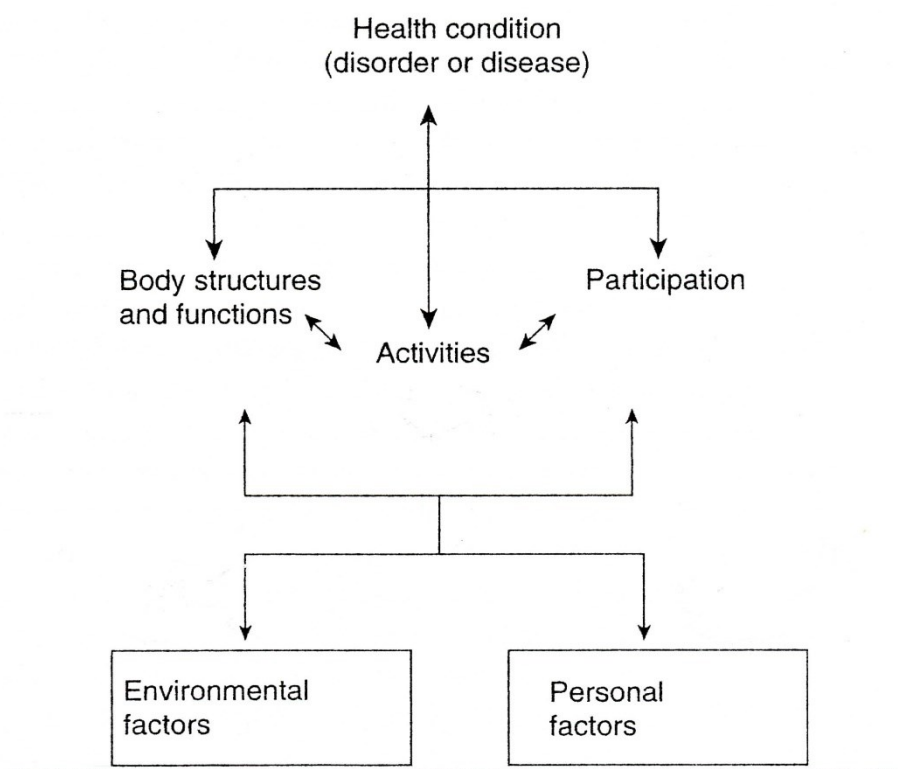 Health condition
(disorder or disease)
Body structures
and functions
Participation
Activities
Environmental
factors
Personal
factors